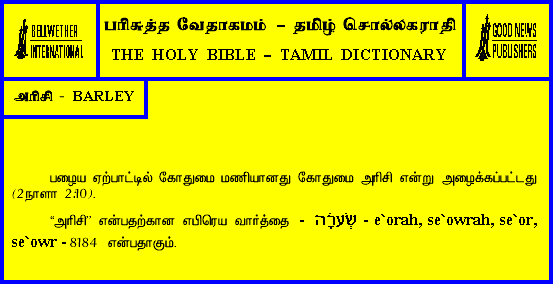 BELLWETHER
INTERNATIONAL
பரிசுத்த வேதாகமம் – தமிழ் சொல்லகராதி
THE HOLY BIBLE – TAMIL DICTIONARY
GOOD NEWS
PUBLISHERS
அரிசி - BARLEY
பழைய ஏற்பாட்டில் கோதுமை மணியானது கோதுமை அரிசி என்று அழைக்கப்பட்டது
(2நாளா 2:10).
“அரிசி” என்பதற்கான எபிரெய வார்த்தை - שְׂעֹרָה - e`orah, se`owrah, se`or,
se`owr - 8184 என்பதாகும்.